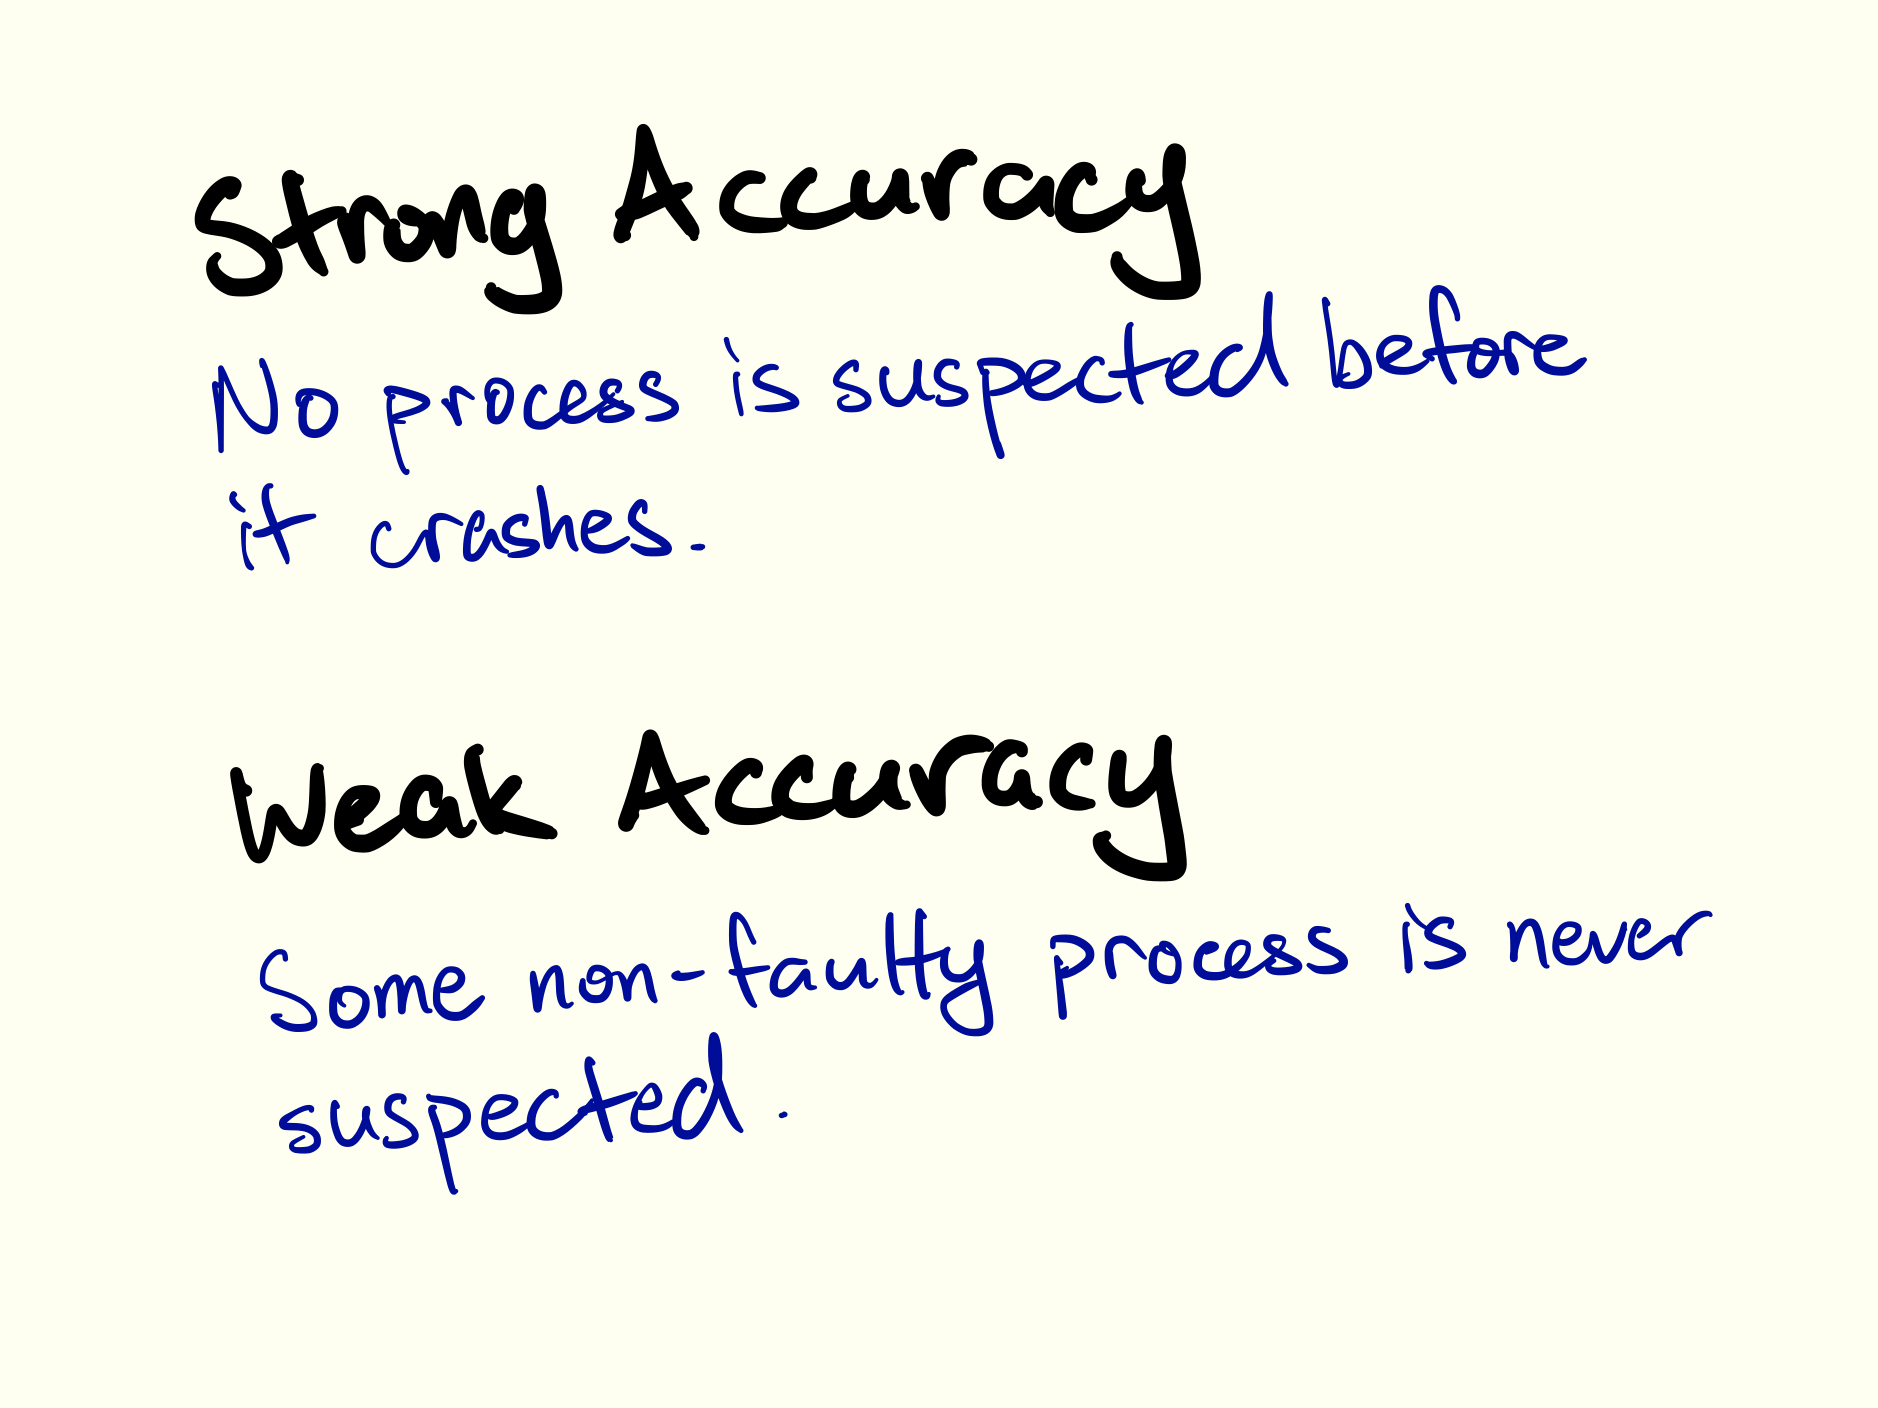 Strong Accuracy
No process is suspected before
it crashes.
Weak Accuracy
Some non-faulty process is never
suspected.